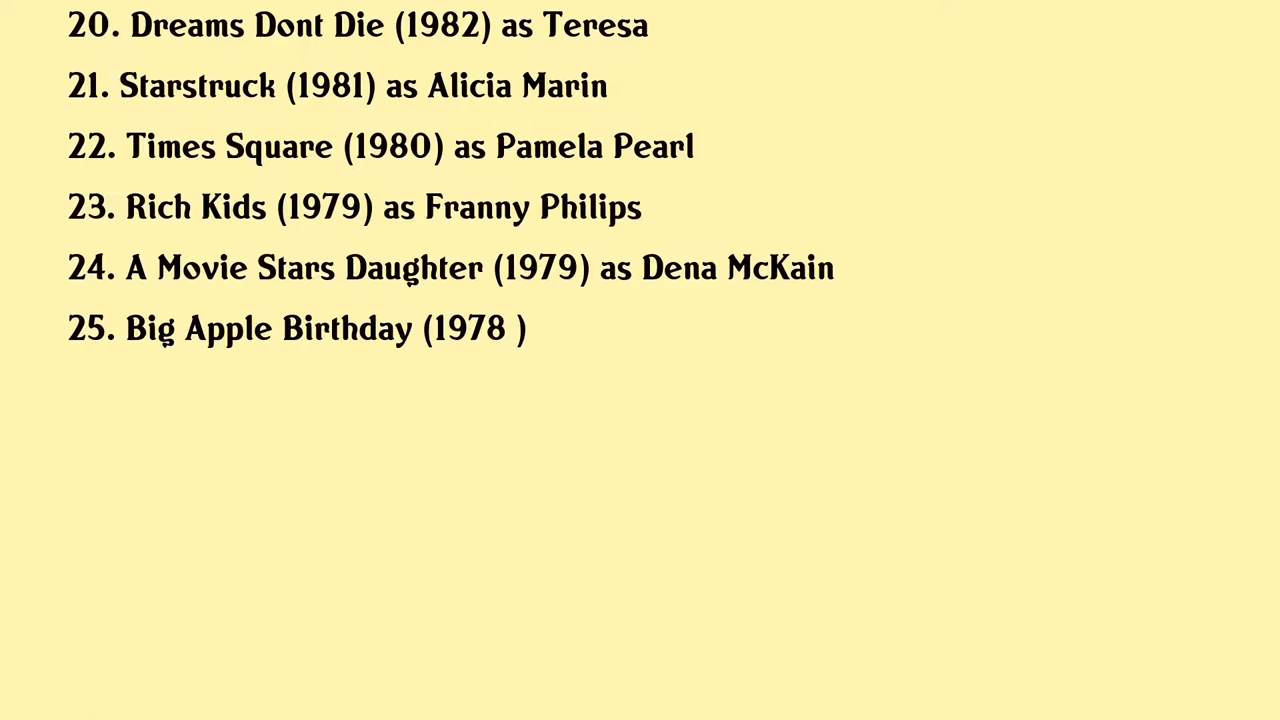 20. Dreams Dont Die (1982) as Teresa
21. Starstruck (1981) as Alicia Marin
22. Times Square (1980) as Pamela Pearl
23. Rich Kids (1979) as Franny Philips
24. A Movie Stars Daughter (1979) as Dena McKain
25. Big Apple Birthday (1978 )